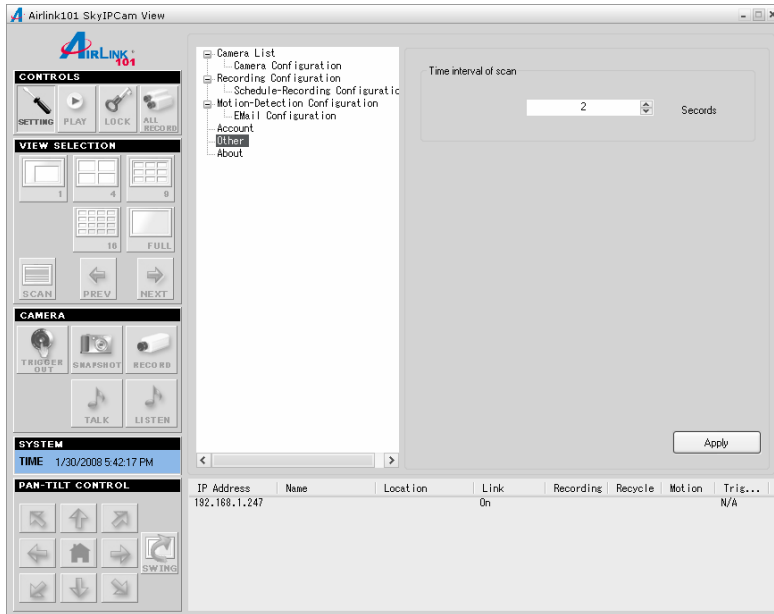 Airlink101 SkyIPCam View
AIRLINK
101
CONTROLS
SETTING
PLAY
LOCK
ALL RECORD
VIEW SELECTION
1
4
9
16
FULL
SCAN
PREV
NEXT
CAMERA
TRIGGER OUT
SNAPSHOT
RECORD
TALK
LISTEN
SYSTEM
TIME 1/30/2008 5:42:17 PM
PAN-TILT CONTROL
SWING
Camera List
Camera Configuration
Recording Configuration
Schedule-Recording Configuratic
Motion-Detection Configuration
EMail Configuration
Account
Other
About
Time interval of scan
2
Secords
Apply
IP Address Name Location Link Recording Recycle Motion Trig...
192.168.1.247 On N/A